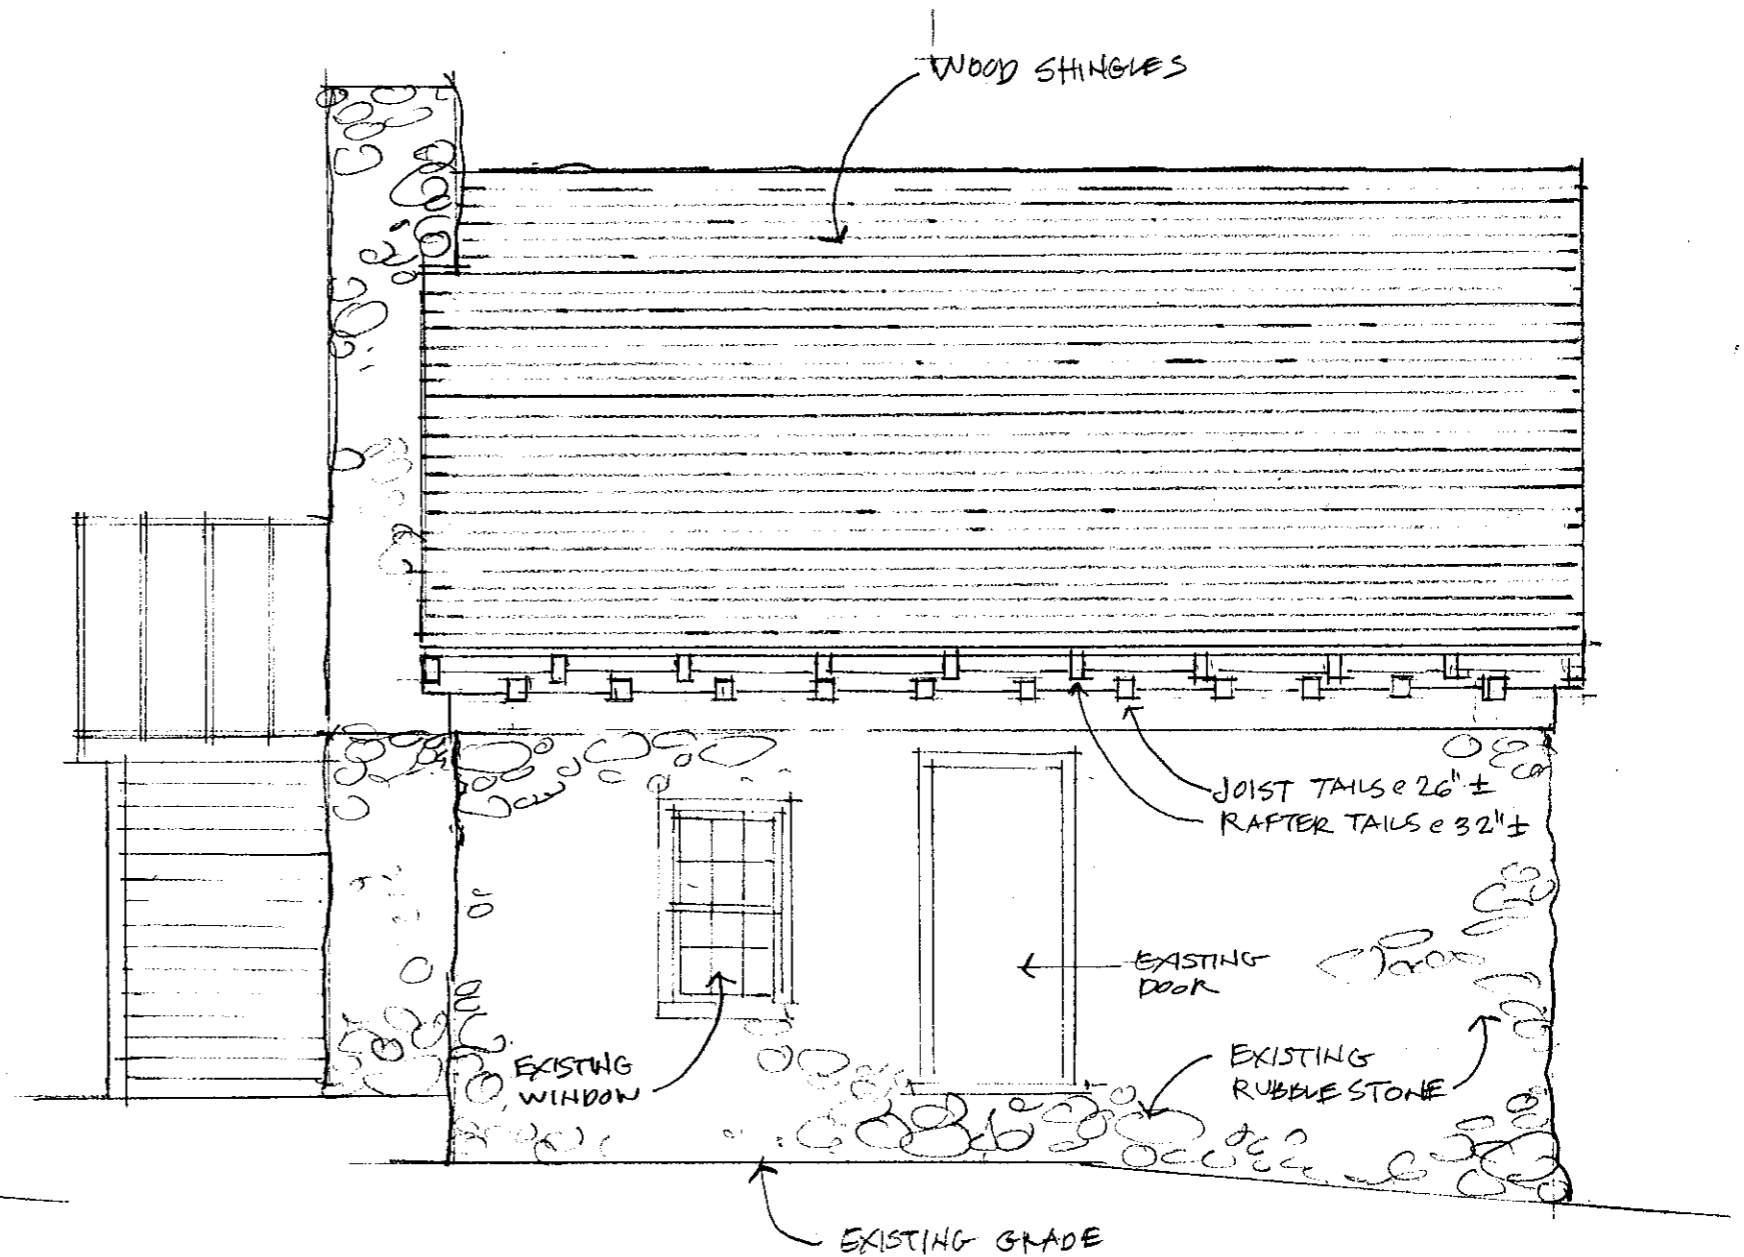 WOOD SHINGLES
JOIST TAILS @ 26" ±
RAFTER TAILS @ 32" ±
EXISTING
DOOR
EXISTING
WINDOW
EXISTING
RUBBLE STONE
EXISTING GRADE